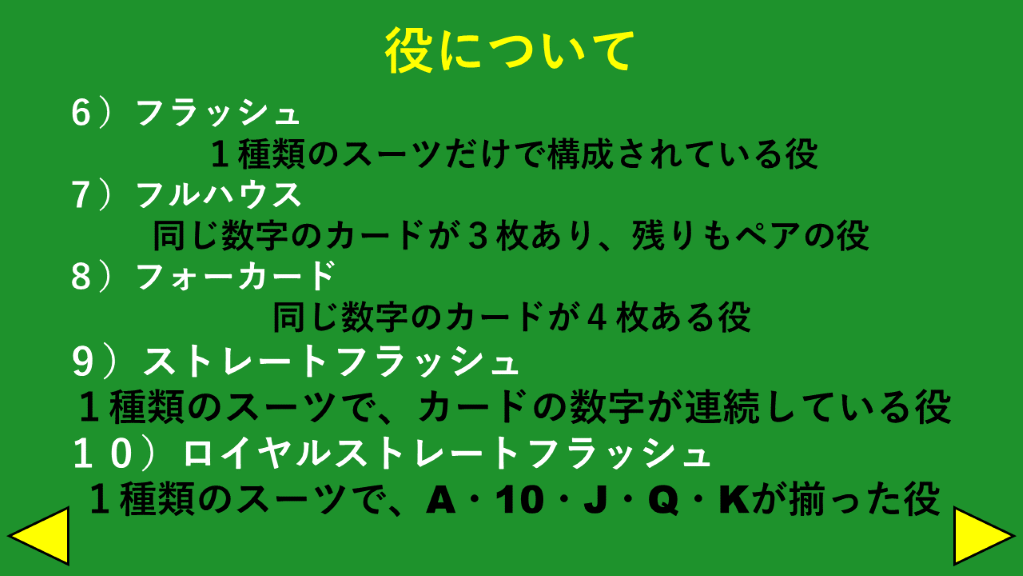 役について
６）フラッシュ
１種類のスーツだけで構成されている役
７）フルハウス
同じ数字のカードが３枚あり、残りもペアの役
８）フォーカード
同じ数字のカードが４枚ある役
９）ストレートフラッシュ
１種類のスーツで、カードの数字が連続している役
１０）ロイヤルストレートフラッシュ
１種類のスーツで、A・10・J・Q・Kが揃った役